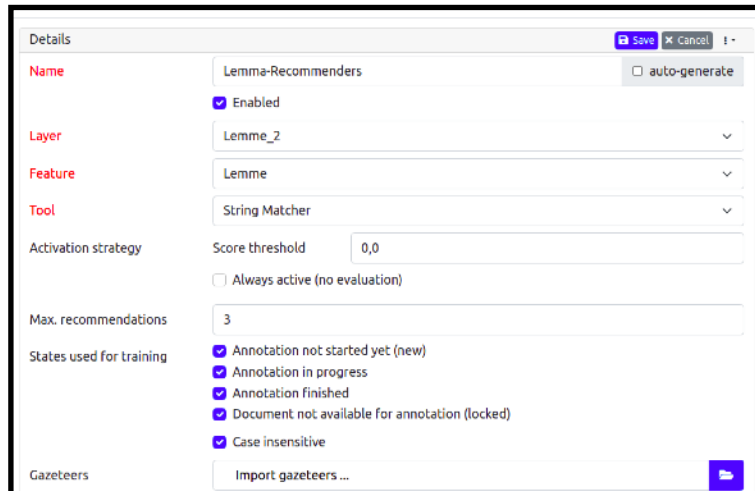 Details Save Cancel
Name Lemma-Recommenders auto-generate
Enabled
Layer Lemme_2
Feature Lemme
Tool String Matcher
Activation strategy Score threshold 0,0
Always active (no evaluation)
Max. recommendations 3
States used for training Annotation not started yet (new)
Annotation in progress
Annotation finished
Document not available for annotation (locked)
Case insensitive
Gazeteers Import gazeteers ...